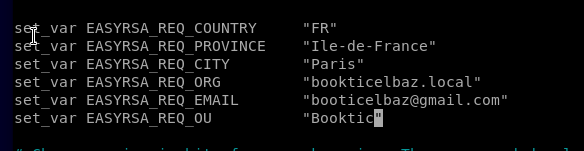 set_var EASYRSA_REQ_COUNTRY "FR"
set_var EASYRSA_REQ_PROVINCE "Ile-de-France"
set_var EASYRSA_REQ_CITY "Paris"
set_var EASYRSA_REQ_ORG "bookticelbaz.local"
set_var EASYRSA_REQ_EMAIL "booticelbaz@gmail.com"
set_var EASYRSA_REQ_OU "Booktic"